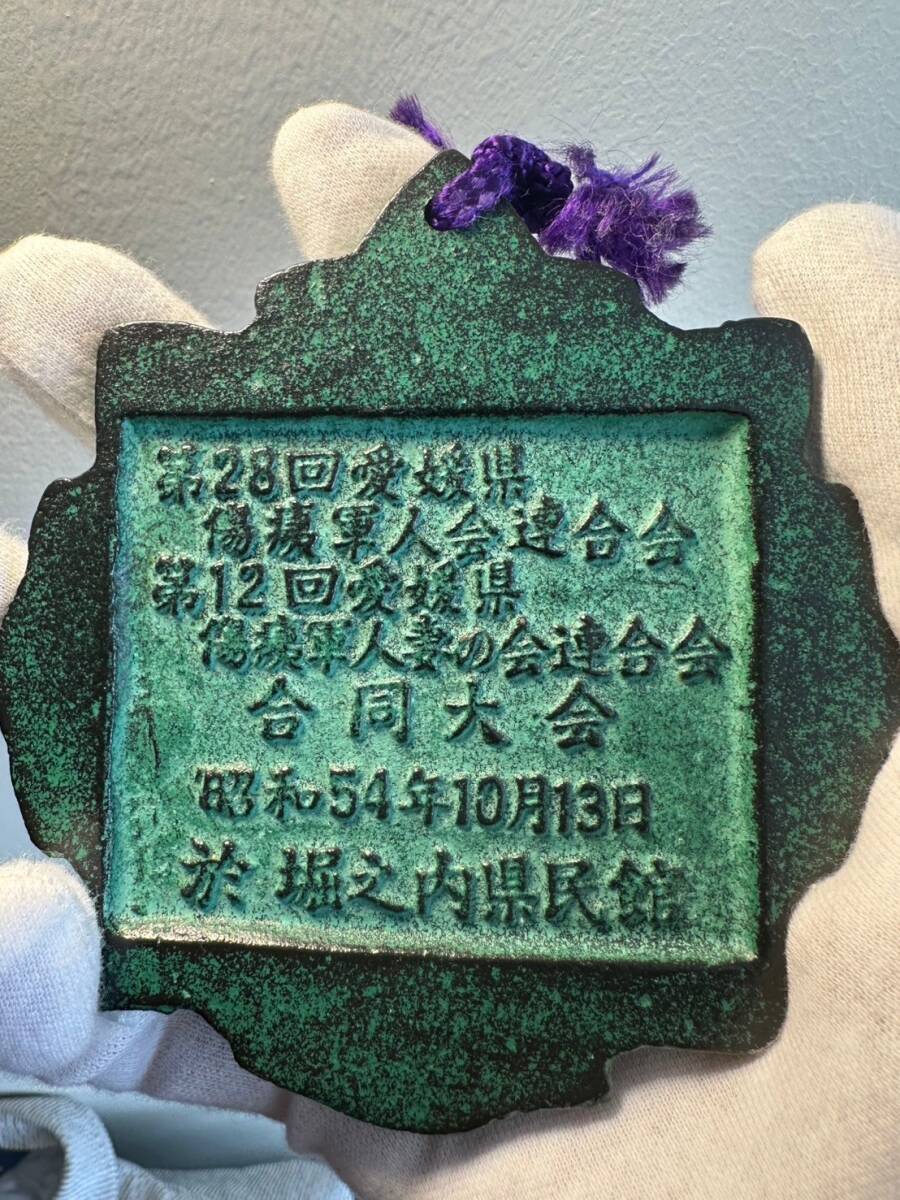 第28回愛媛県
傷痍軍人会連合会
第12回愛媛県
傷痍軍人妻の会連合会
合同大会
昭和54年10月13日
於堀之内県民館